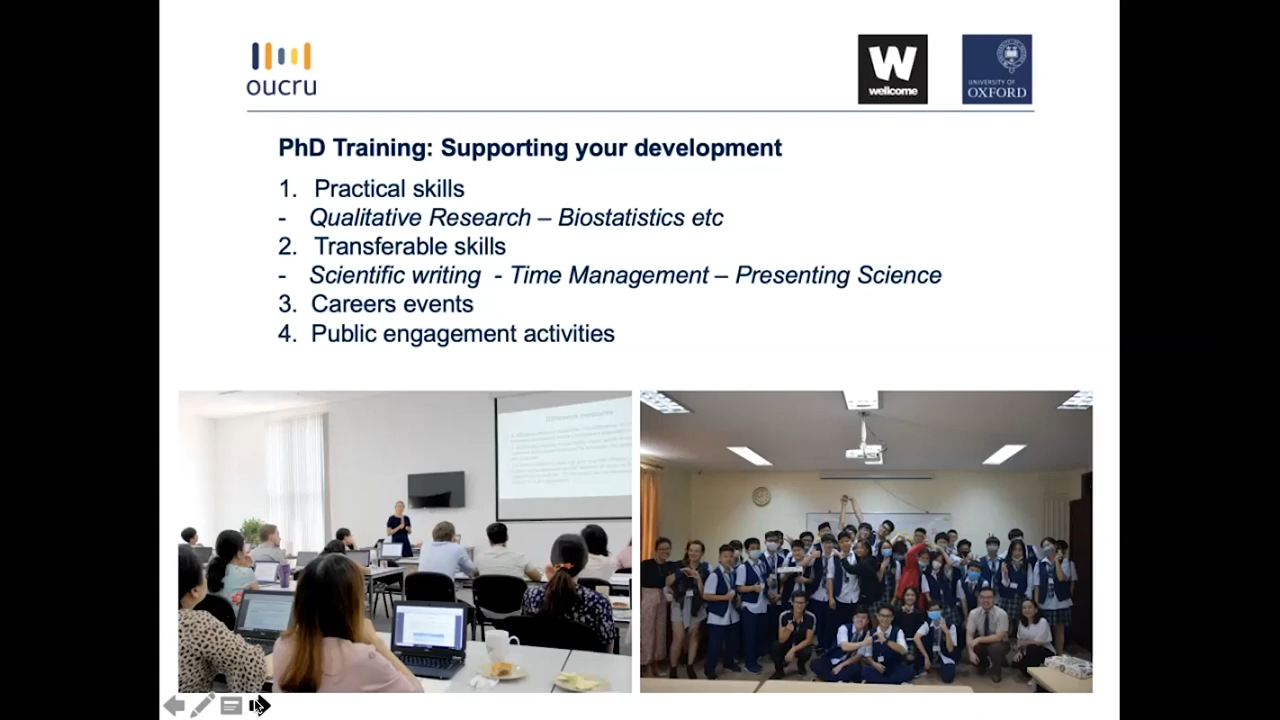 oucru
W
wellcome
UNIVERSITY OF
OXFORD
PhD Training: Supporting your development
1. Practical skills
- Qualitative Research – Biostatistics etc
2. Transferable skills
- Scientific writing - Time Management – Presenting Science
3. Careers events
4. Public engagement activities